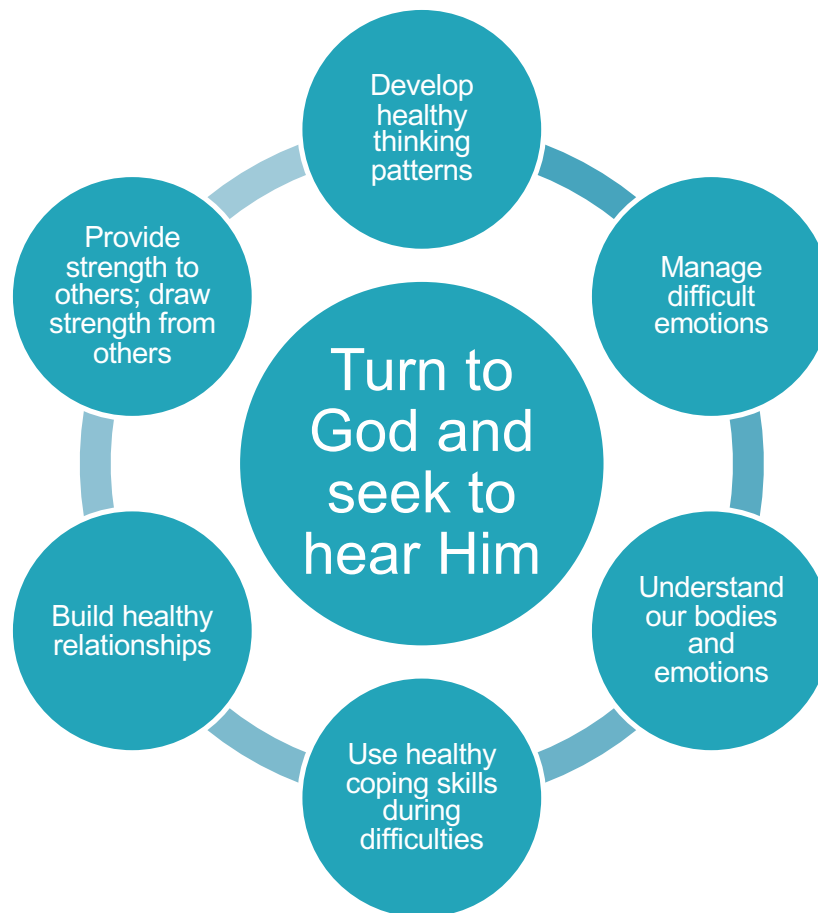 Develop
healthy
thinking
patterns
Manage
difficult
emotions
Understand
our bodies
and
emotions
Use healthy
coping skills
during
difficulties
Build healthy
relationships
Provide
strength to
others; draw
strength from
others
Turn to
God and
seek to
hear Him